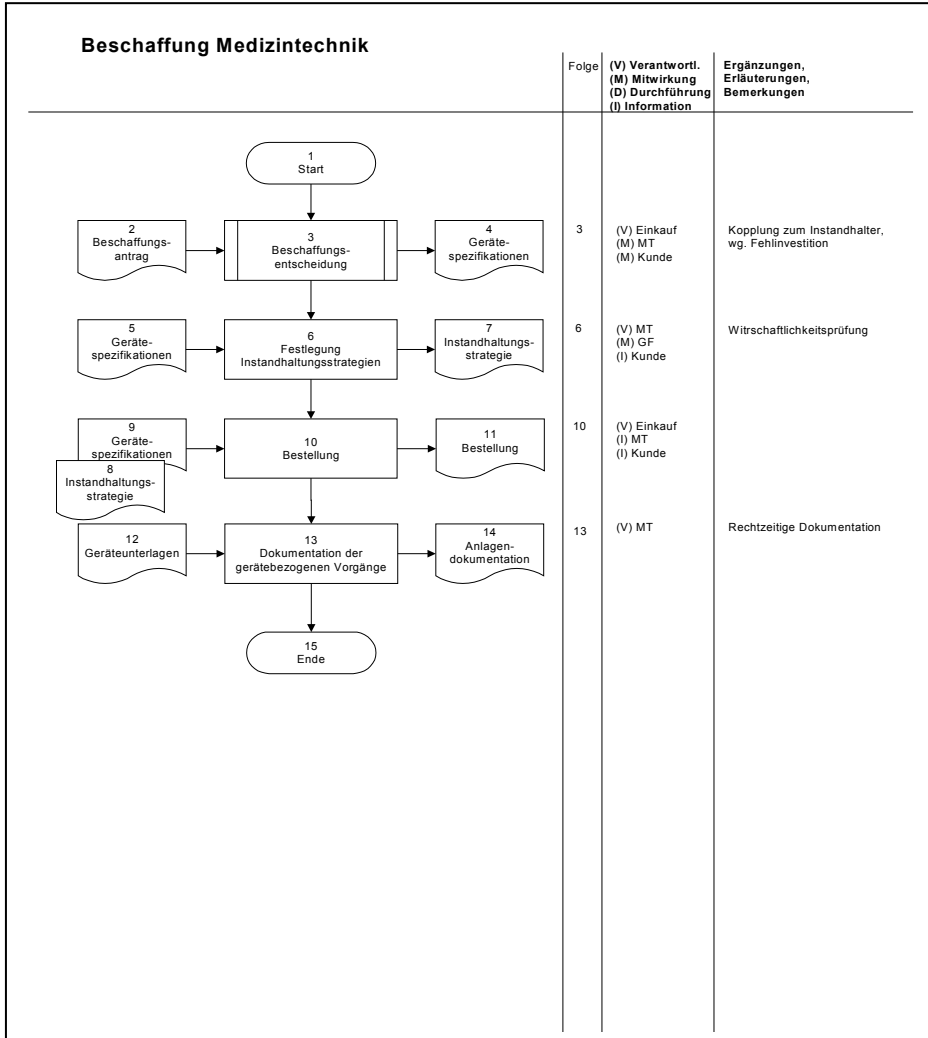 Beschaffung Medizintechnik
Folge
(V) Verantwortl.
(M) Mitwirkung
(D) Durchführung
(I) Information
Ergänzungen,
Erläuterungen,
Bemerkungen
1
Start
2
Beschaffungs-
antrag
3
Beschaffungs-
entscheidung
4
Geräte-
spezifikationen
3
(V) Einkauf
(M) MT
(M) Kunde
Kopplung zum Instandhalter,
wg. Fehlinvestition
5
Geräte-
spezifikationen
6
Festlegung
Instandhaltungsstrategien
7
Instandhaltungs-
strategie
6
(V) MT
(M) GF
(I) Kunde
Witrschaftlichkeitsprüfung
9
Geräte-
spezifikationen
8
Instandhaltungs-
strategie
10
Bestellung
11
Bestellung
10
(V) Einkauf
(I) MT
(I) Kunde
12
Geräteunterlagen
13
Dokumentation der
gerätebezogenen Vorgänge
14
Anlagen-
dokumentation
13
(V) MT
Rechtzeitige Dokumentation
15
Ende